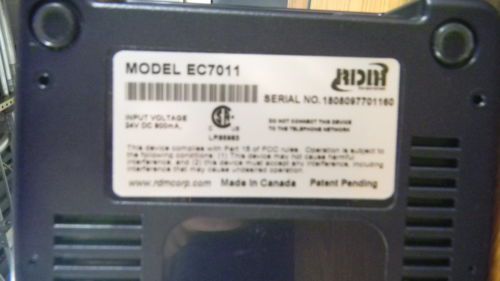 MODEL EC7011
RDM
SERIAL NO. 1808097701160
INPUT VOLTAGE
24V DC 800mA.
C US
DO NOT CONNECT THIS DEVICE
TO THE TELEPHONE NETWORK
This device complies with Part 15 of FCC rules. Operation is subject to
the following conditions. (1) This device may not cause harmful
interference, and (2) this device must accept any interference, including
interference that may cause undesired operation.
www.rdmcorp.com Made in Canada Patent Pending